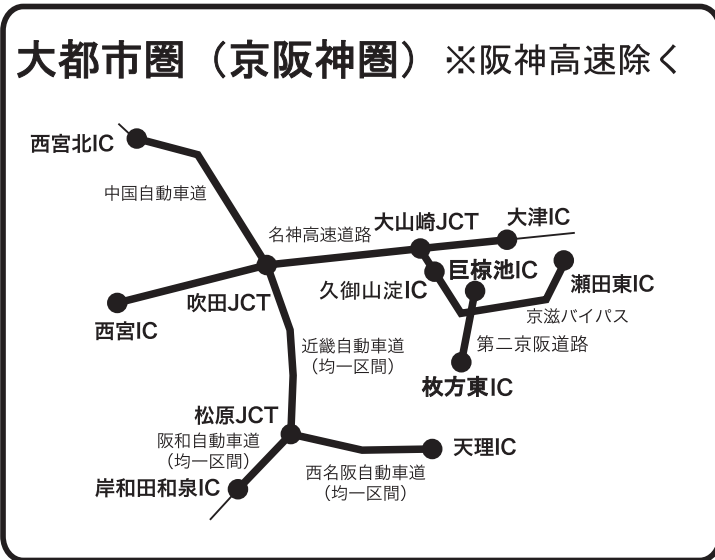 大都市圏（京阪神圏）※阪神高速除く
西宮北IC
中国自動車道
大山崎JCT
大津IC
名神高速道路
巨椋池IC
久御山淀IC
瀬田東IC
吹田JCT
西宮IC
京滋バイパス
第二京阪道路
近畿自動車道
（均一区間）
枚方東IC
松原JCT
阪和自動車道
（均一区間）
天理IC
西名阪自動車道
（均一区間）
岸和田和泉IC